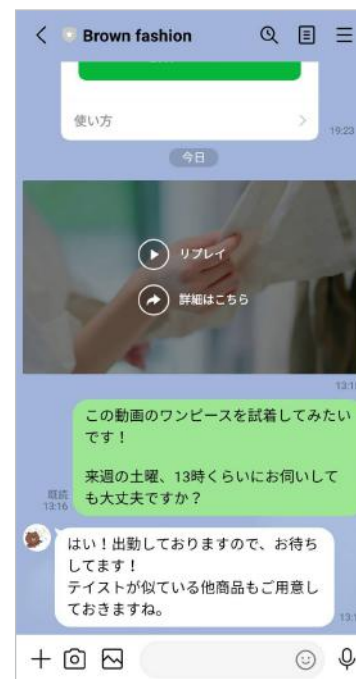 Brown fashion
使い方
19:23
今日
リプレイ
詳細はこちら
この動画のワンピースを試着してみたい
です！
来週の土曜、13時くらいにお伺いして
も大丈夫ですか？
既読
13:16
はい！出勤しておりますので、お待ち
してます！
テイストが似ている他商品もご用意し
ておきますね。